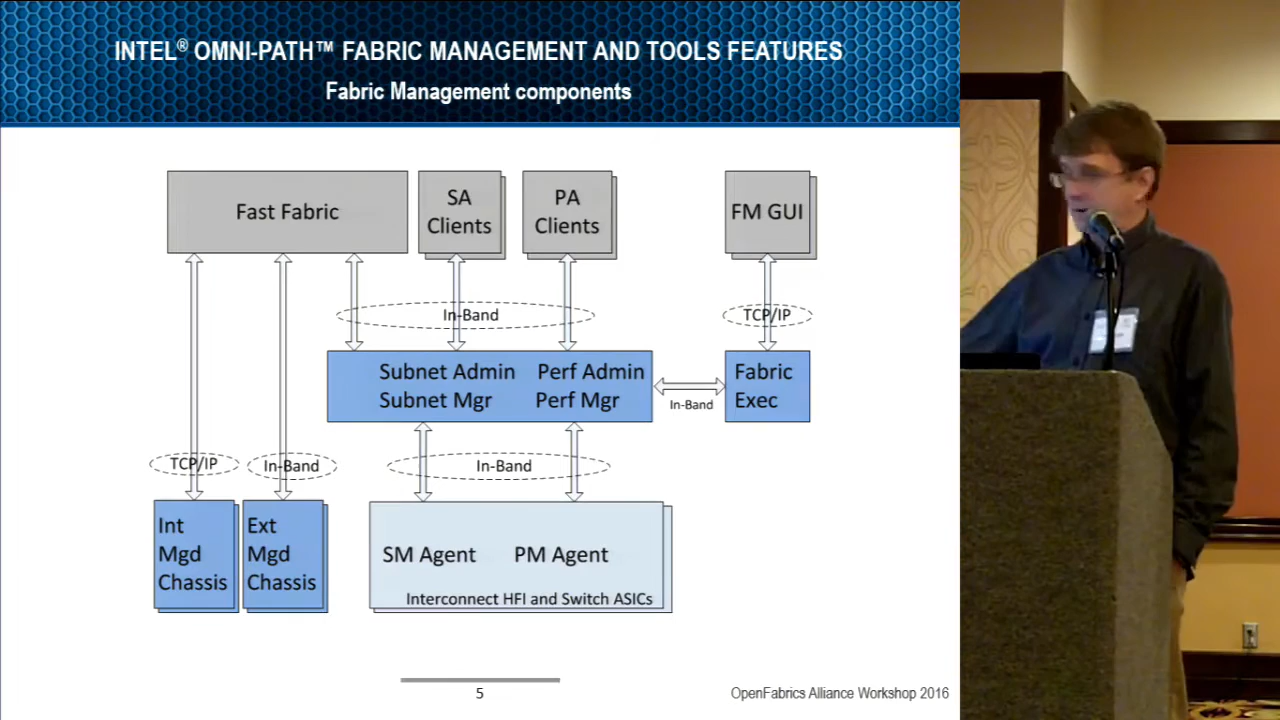 INTEL® OMNI-PATH™ FABRIC MANAGEMENT AND TOOLS FEATURES
Fabric Management components
Fast Fabric
SA
Clients
PA
Clients
FM GUI
In-Band
TCP/IP
Subnet Admin Perf Admin
Subnet Mgr Perf Mgr
In-Band
Fabric
Exec
TCP/IP
In-Band
In-Band
Int
Mgd
Chassis
Ext
Mgd
Chassis
SM Agent PM Agent
Interconnect HFI and Switch ASICs
5
OpenFabrics Alliance Workshop 2016